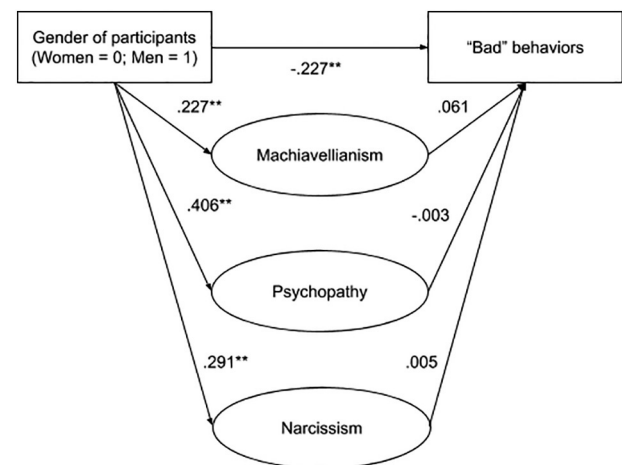 Gender of participants
(Women = 0; Men = 1)
“Bad” behaviors
-.227**
.227**
.061
Machiavellianism
.406**
-.003
Psychopathy
.291**
.005
Narcissism